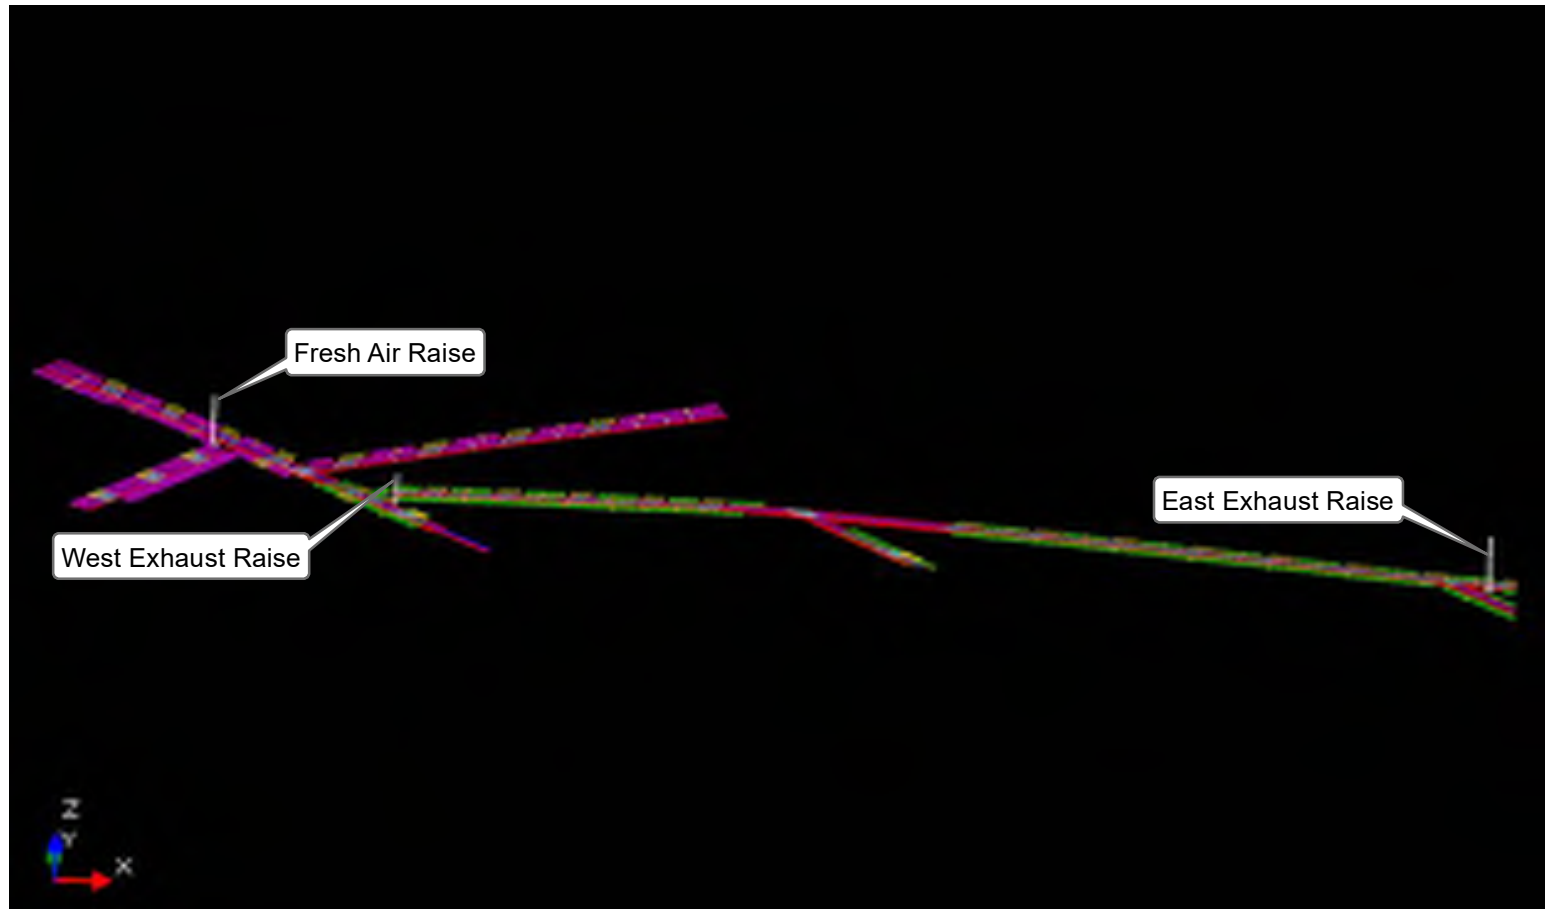 Fresh Air Raise
East Exhaust Raise
West Exhaust Raise
Z
Y
X